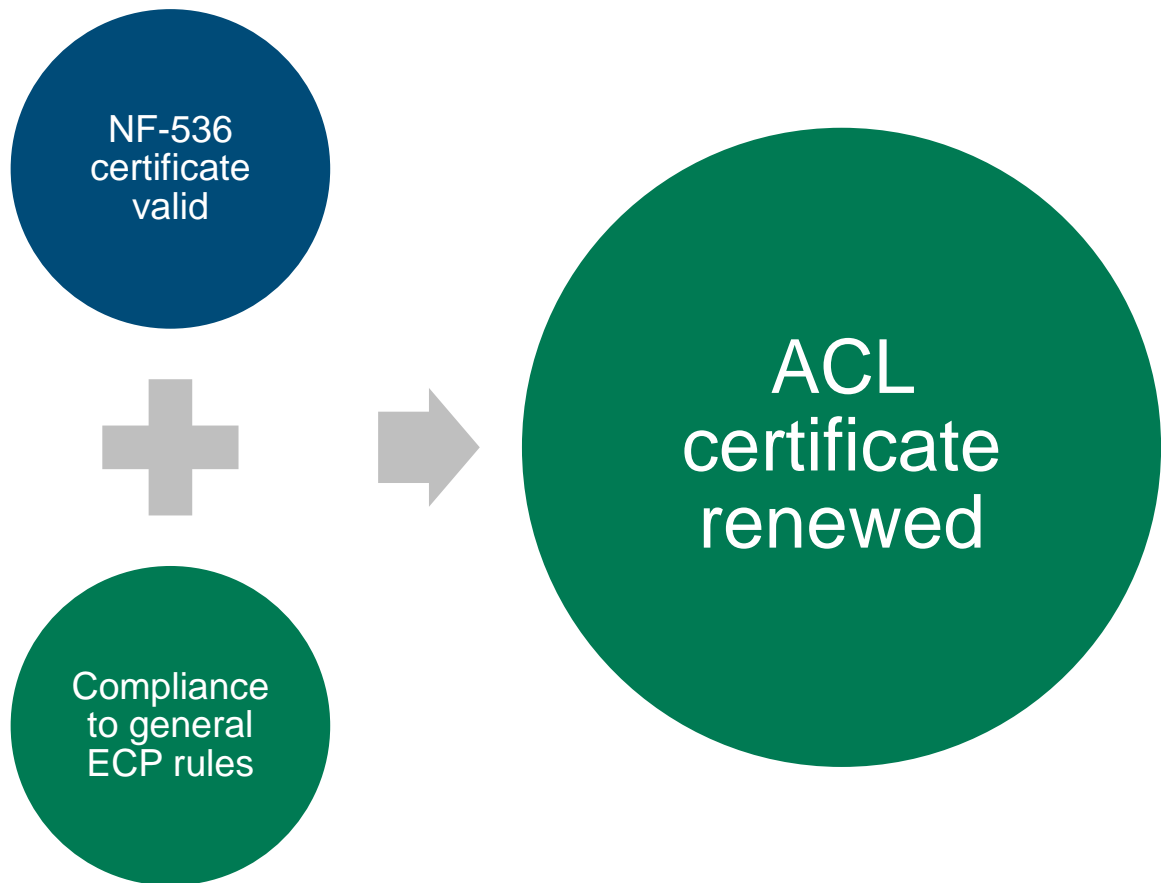 NF-536
certificate
valid
Compliance
to general
ECP rules
ACL
certificate
renewed